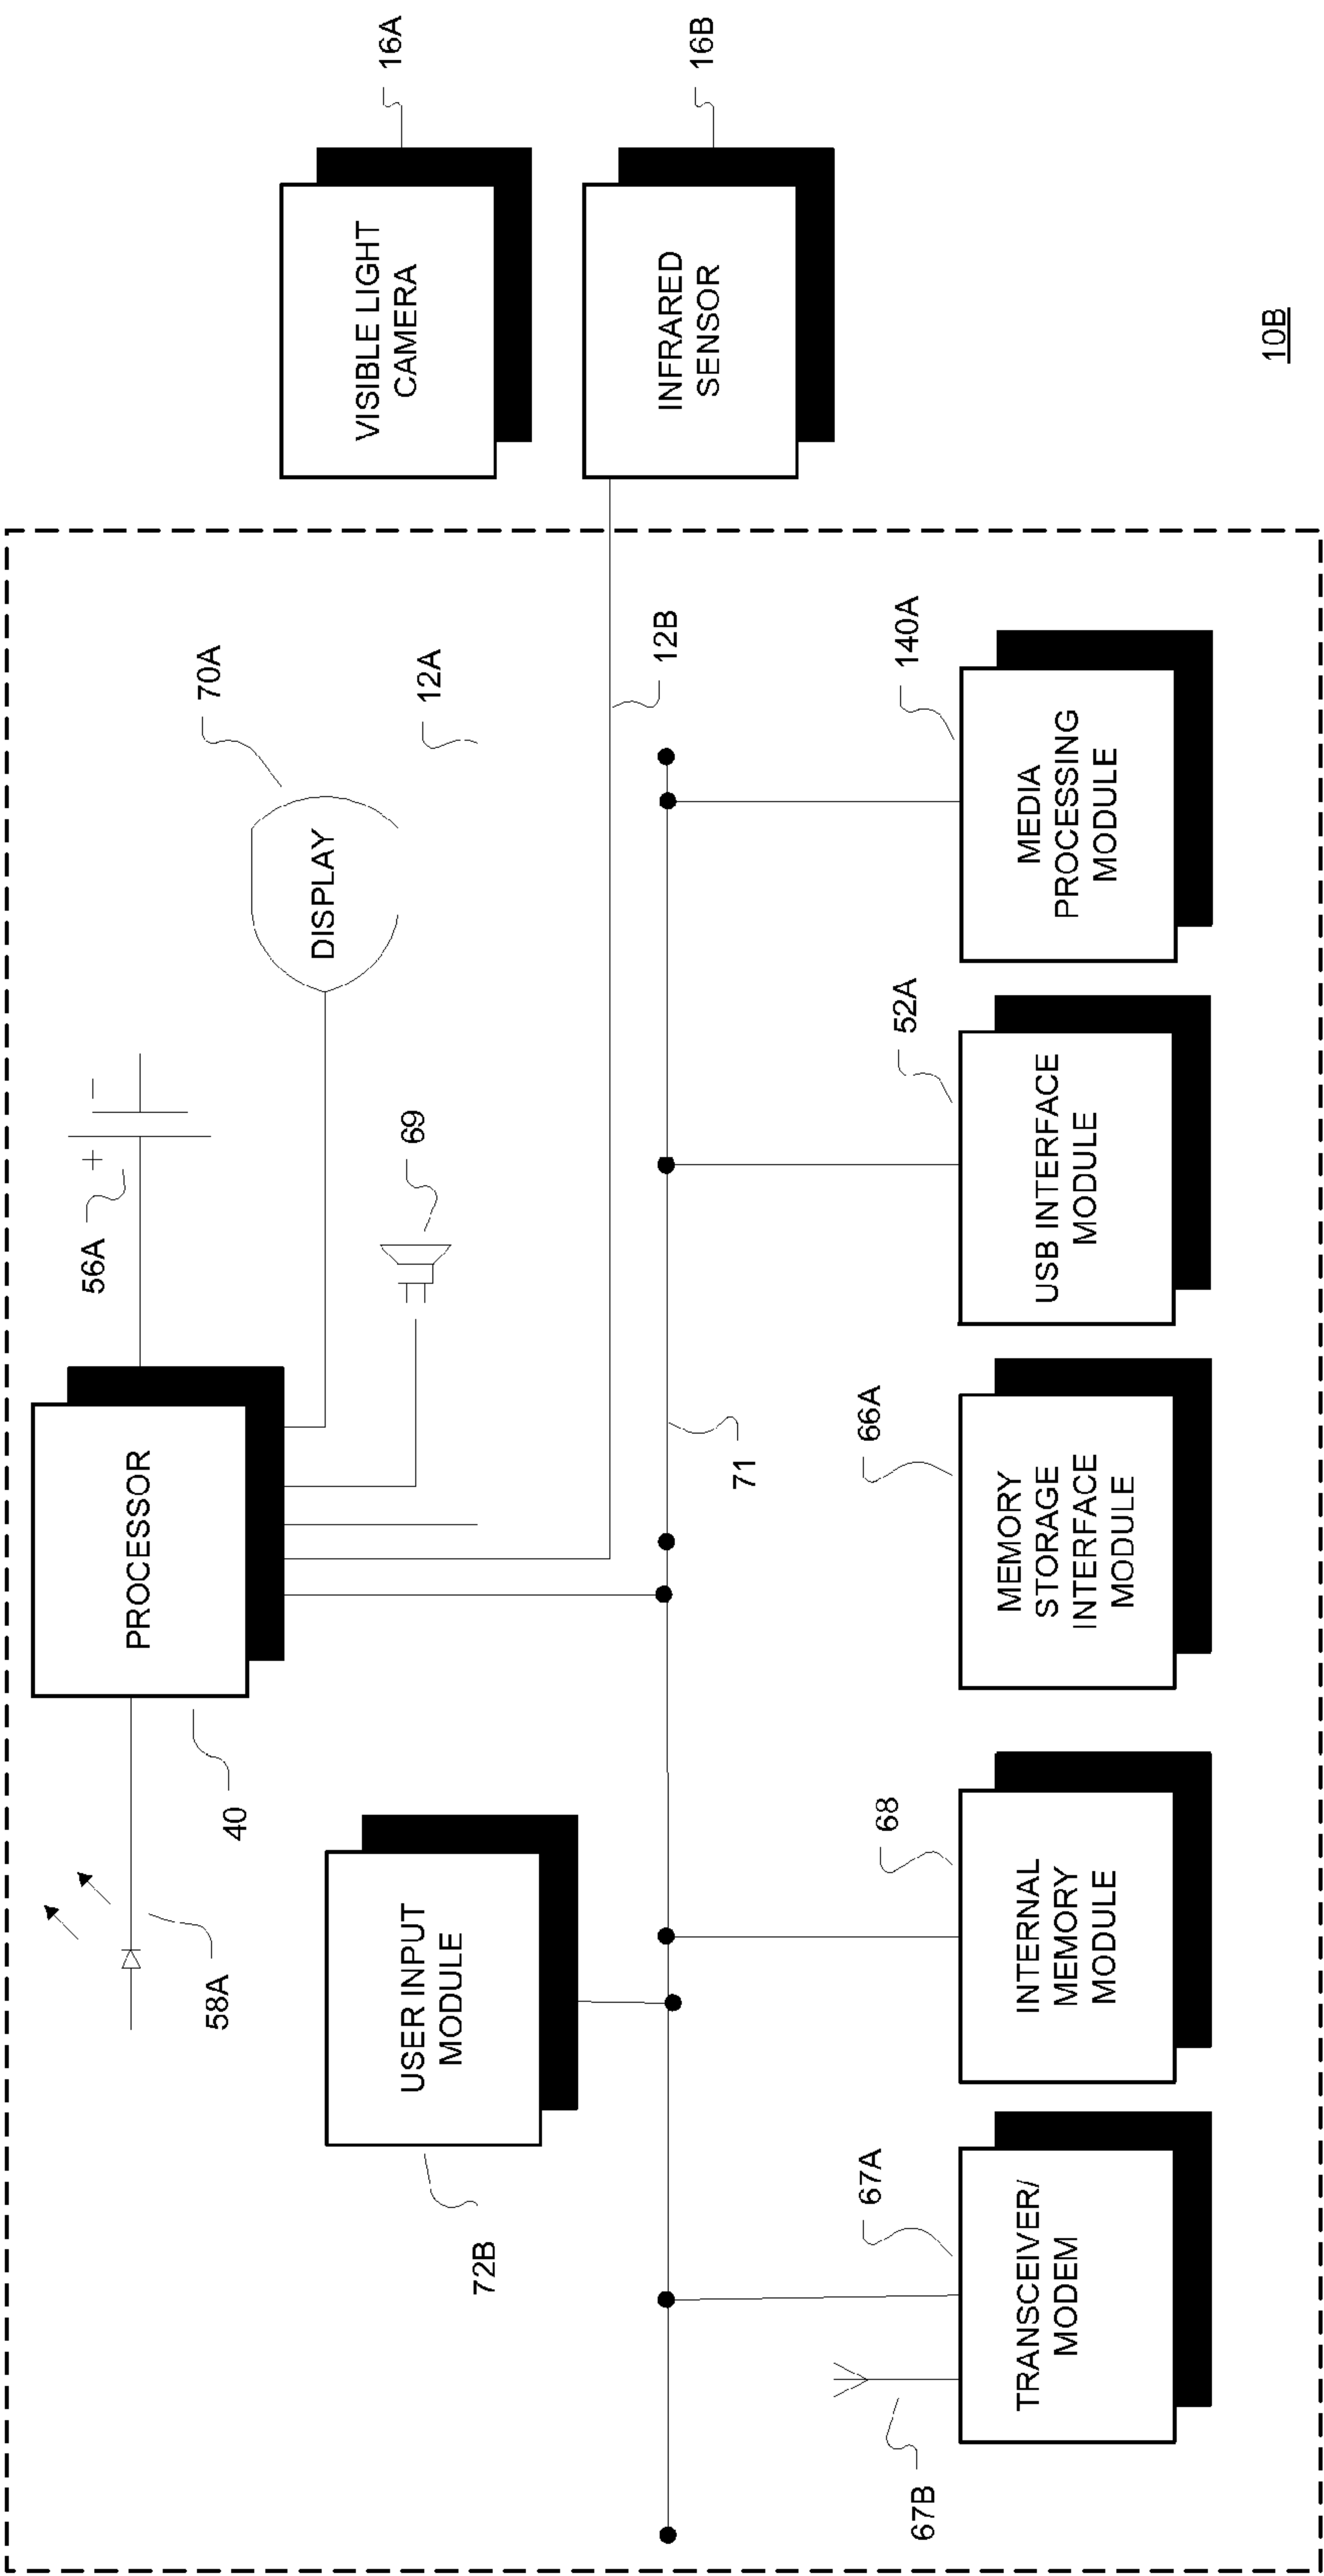 58A
40
PROCESSOR
56A
+
−
70A
DISPLAY
69
12A
12B
16A
VISIBLE LIGHT
CAMERA
16B
INFRARED
SENSOR
72B
USER INPUT
MODULE
71
67B
67A
TRANSCEIVER/
MODEM
68
INTERNAL
MEMORY
MODULE
66A
MEMORY
STORAGE
INTERFACE
MODULE
52A
USB INTERFACE
MODULE
140A
MEDIA
PROCESSING
MODULE
10B